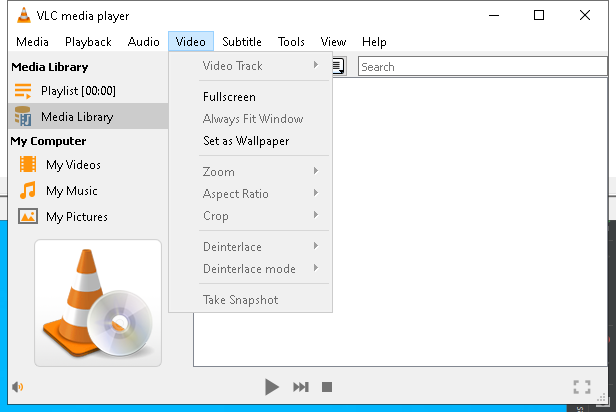 VLC media player
Media Playback Audio Video Subtitle Tools View Help
Media Library
Playlist [00:00]
Media Library
My Computer
My Videos
My Music
My Pictures
Video Track
Fullscreen
Always Fit Window
Set as Wallpaper
Zoom
Aspect Ratio
Crop
Deinterlace
Deinterlace mode
Take Snapshot
Search